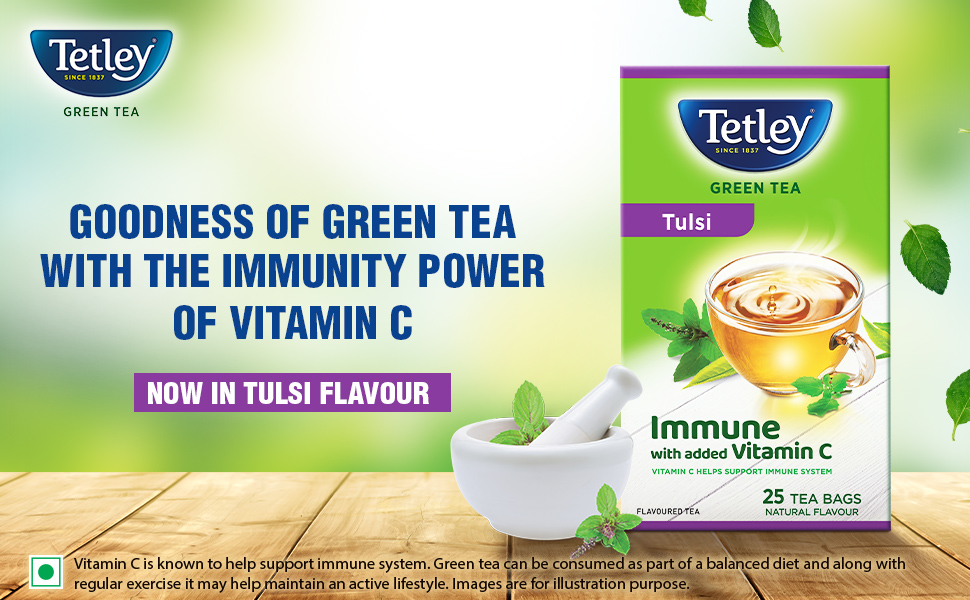 Tetley
SINCE 1837
GREEN TEA
GOODNESS OF GREEN TEA
WITH THE IMMUNITY POWER
OF VITAMIN C
NOW IN TULSI FLAVOUR
Tetley
SINCE 1837
GREEN TEA
Tulsi
Immune
with added Vitamin C
VITAMIN C HELPS SUPPORT IMMUNE SYSTEM
25 TEA BAGS
NATURAL FLAVOUR
FLAVOURED TEA
Vitamin C is known to help support immune system. Green tea can be consumed as part of a balanced diet and along with
regular exercise it may help maintain an active lifestyle. Images are for illustration purpose.